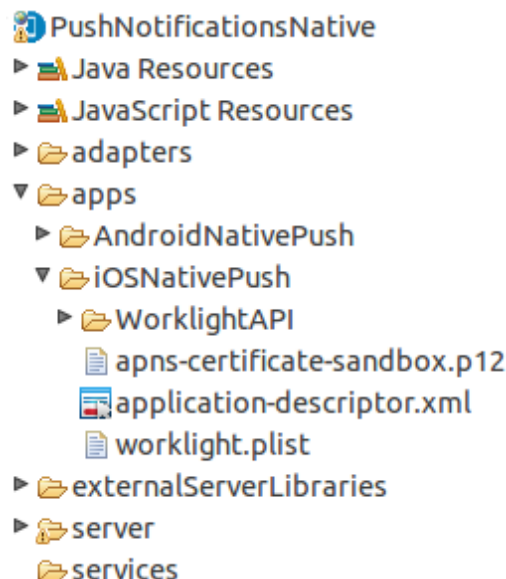 PushNotificationsNative
Java Resources
JavaScript Resources
adapters
apps
AndroidNativePush
iOSNativePush
WorklightAPI
apns-certificate-sandbox.p12
application-descriptor.xml
worklight.plist
externalServerLibraries
server
services